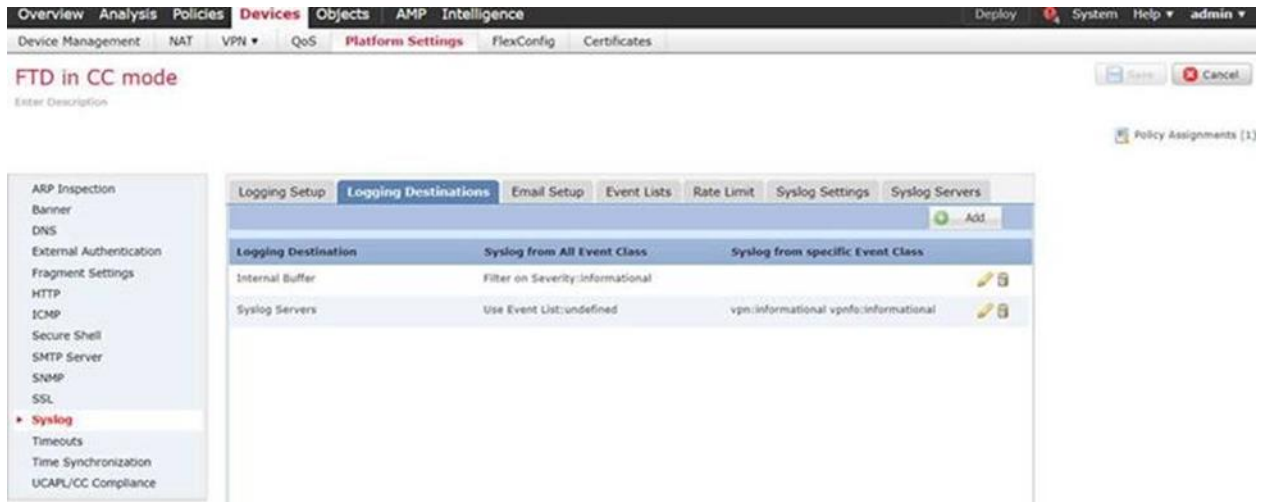 Overview Analysis Policies Devices Objects AMP Intelligence Deploy System Help admin
Device Management NAT VPN QoS Platform Settings FlexConfig Certificates
FTD in CC mode
Save Cancel
Enter Description
Policy Assignments (1)
ARP Inspection
Banner
DNS
External Authentication
Fragment Settings
HTTP
ICMP
Secure Shell
SMTP Server
SNMP
SSL
Syslog
Timeouts
Time Synchronization
UCAPL/CC Compliance
Logging Setup Logging Destinations Email Setup Event Lists Rate Limit Syslog Settings Syslog Servers
Add
Logging Destination Syslog from All Event Class Syslog from specific Event Class
Internal Buffer Filter on Severity:informational
Syslog Servers Use Event List:undefined vpn:informational vpnfo:informational